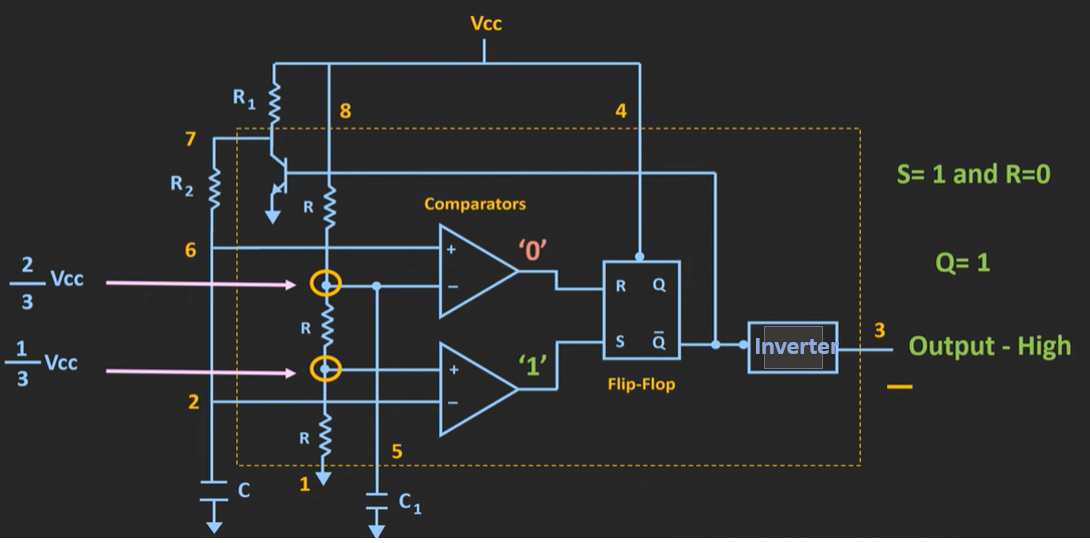 Vcc
R1
8
4
7
R2
R
S= 1 and R=0
Comparators
6
+
'0'
2/3 Vcc
−
R Q
Q= 1
R
1/3 Vcc
+
'1'
S Q̅
Inverter
3
Output - High
Flip-Flop
2
−
R
5
1
C
C1